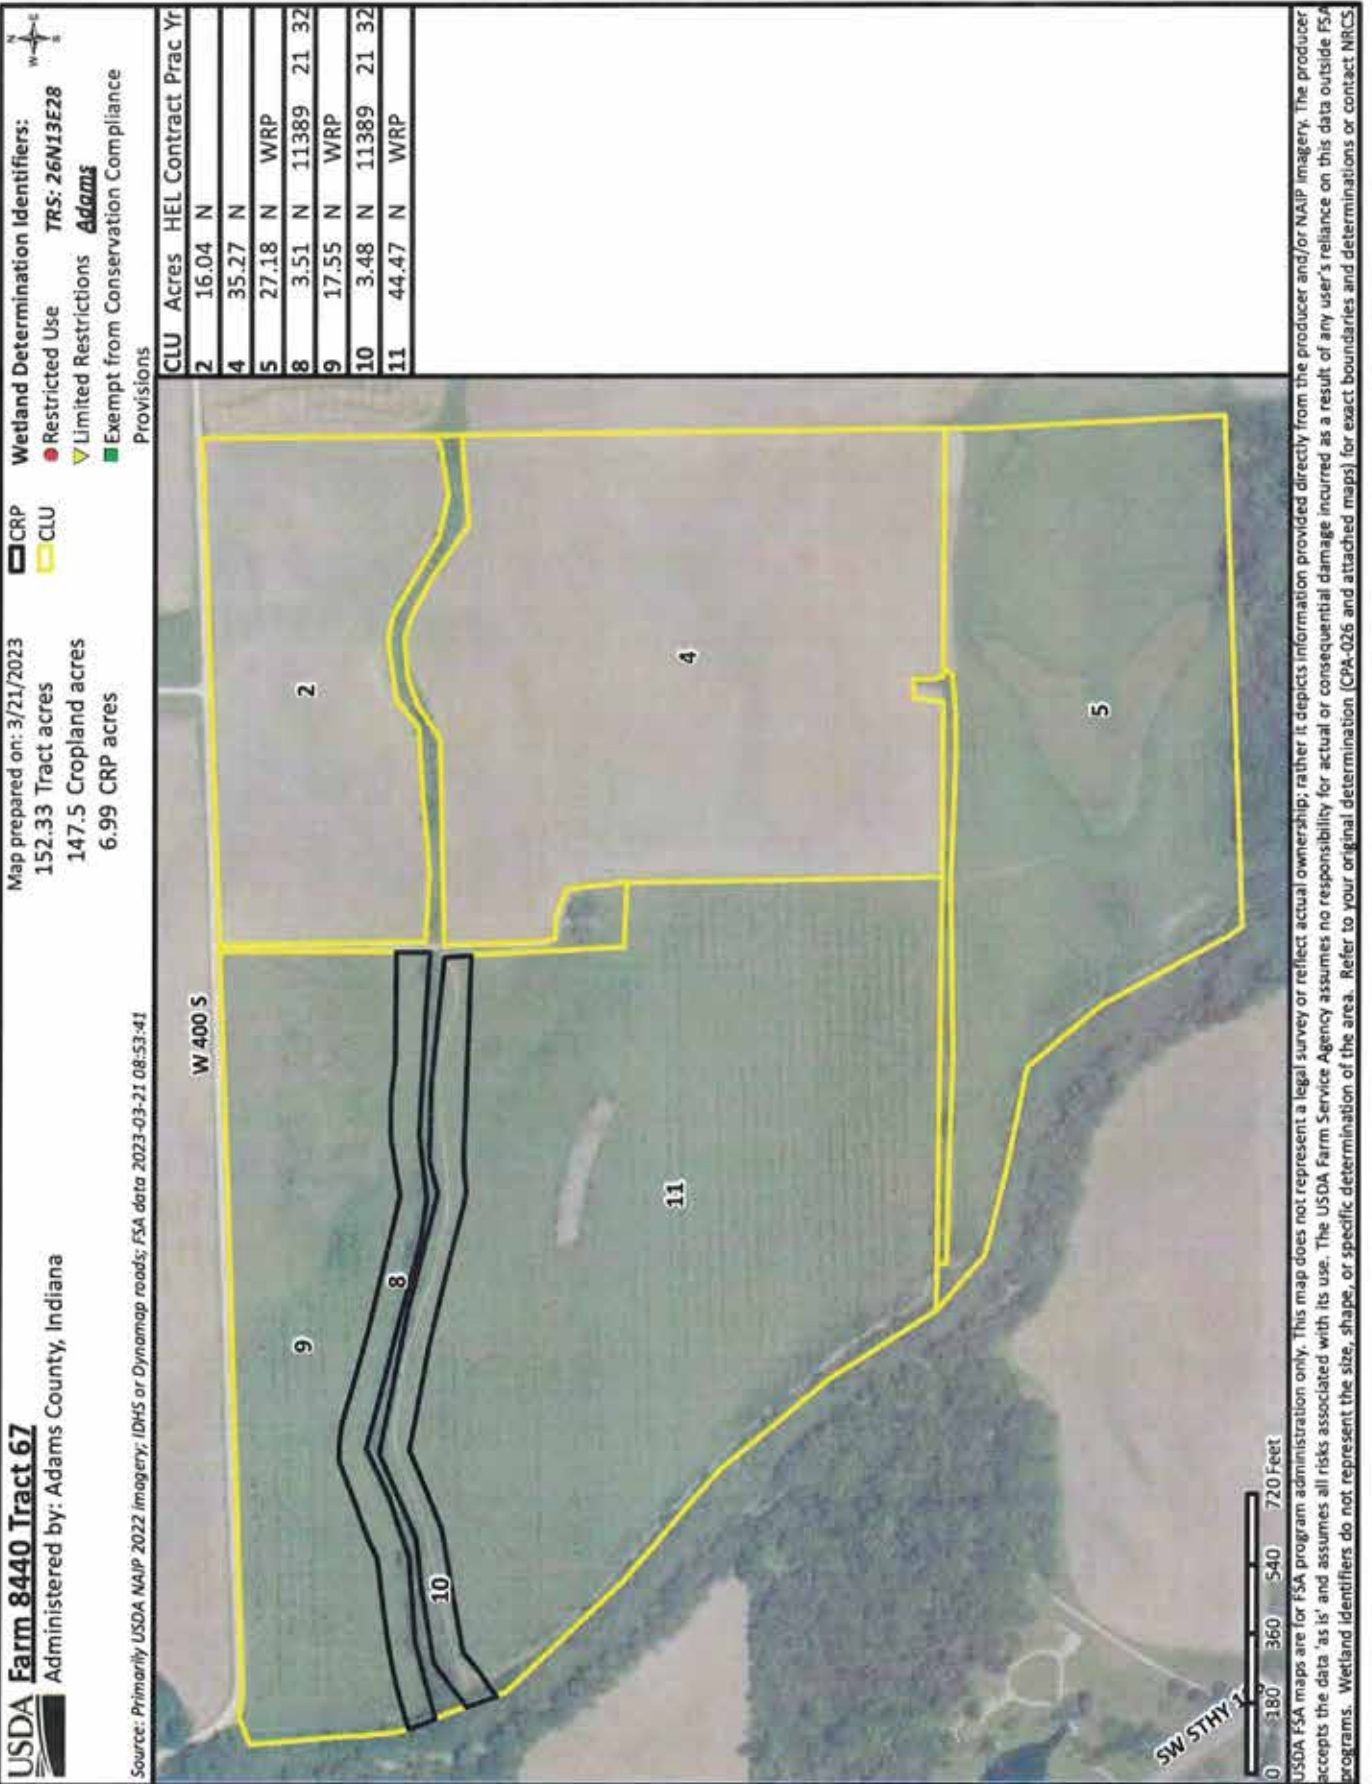 USDA Farm 8440 Tract 67
Administered by: Adams County, Indiana
Source: Primarily USDA NAIP 2022 imagery; IDHS or Dynamap roads; FSA data 2023-03-21 08:53:41
Map prepared on: 3/21/2023
152.33 Tract acres
147.5 Cropland acres
6.99 CRP acres
CRP
CLU
Wetland Determination Identifiers:
Restricted Use TRS: 26N13E28
Limited Restrictions Adams
Exempt from Conservation Compliance
Provisions
N
W E
S
CLU Acres HEL Contract Prac Yr
2 16.04 N
4 35.27 N
5 27.18 N WRP
8 3.51 N 11389 21 32
9 17.55 N WRP
10 3.48 N 11389 21 32
11 44.47 N WRP
W 400 S
2
9
8
10
4
11
5
SW STHY
0 180 360 540 720 Feet
USDA FSA maps are for FSA program administration only. This map does not represent a legal survey or reflect actual ownership; rather it depicts information provided directly from the producer and/or NAIP imagery. The producer
accepts the data 'as is' and assumes all risks associated with its use. The USDA Farm Service Agency assumes no responsibility for actual or consequential damage incurred as a result of any user's reliance on this data outside FSA
programs. Wetland identifiers do not represent the size, shape, or specific determination of the area. Refer to your original determination (CPA-026 and attached maps) for exact boundaries and determinations or contact NRCS.